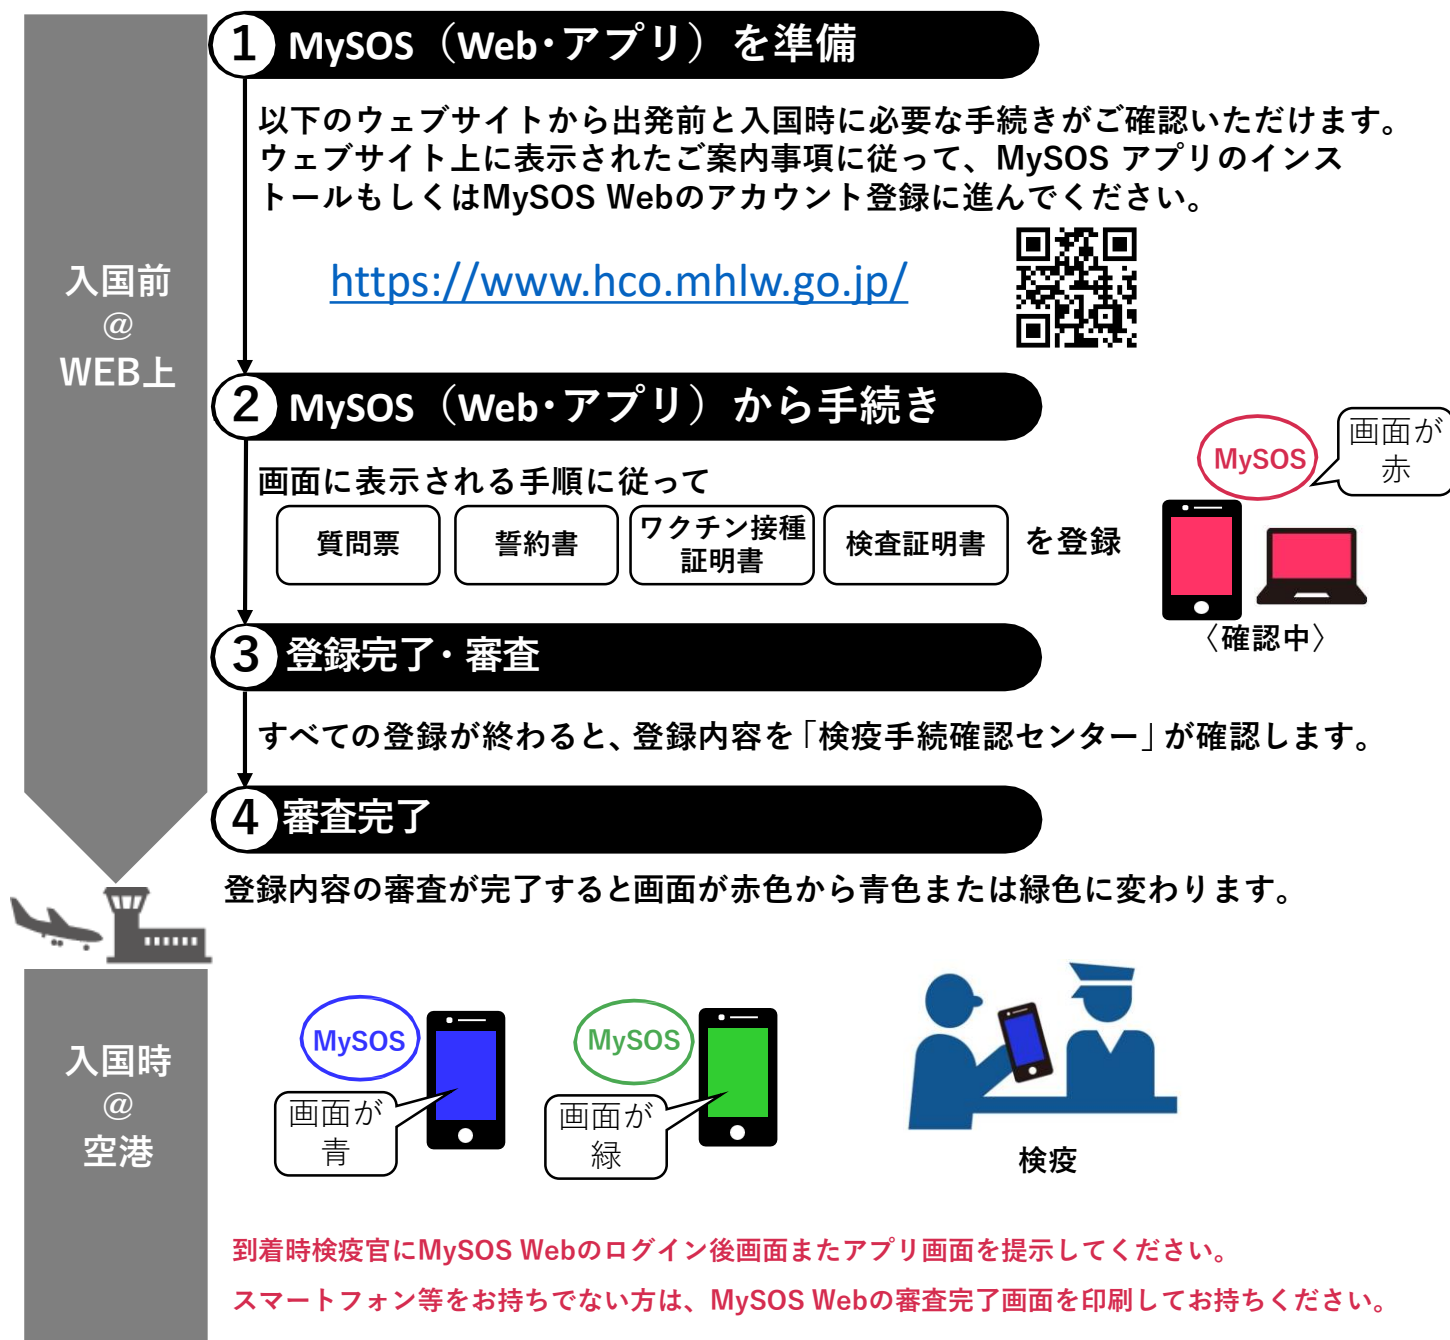 入国前
@
WEB上
1 MySOS（Web・アプリ）を準備
以下のウェブサイトから出発前と入国時に必要な手続きがご確認いただけます。
ウェブサイト上に表示されたご案内事項に従って、MySOS アプリのインス
トールもしくはMySOS Webのアカウント登録に進んでください。
https://www.hco.mhlw.go.jp/
2 MySOS（Web・アプリ）から手続き
画面に表示される手順に従って
質問票
誓約書
ワクチン接種
証明書
検査証明書
を登録
MySOS
画面が
赤
〈確認中〉
3 登録完了・審査
すべての登録が終わると、登録内容を「検疫手続確認センター」が確認します。
4 審査完了
登録内容の審査が完了すると画面が赤色から青色または緑色に変わります。
入国時
@
空港
MySOS
画面が
青
MySOS
画面が
緑
検疫
到着時検疫官にMySOS Webのログイン後画面またアプリ画面を提示してください。
スマートフォン等をお持ちでない方は、MySOS Webの審査完了画面を印刷してお持ちください。